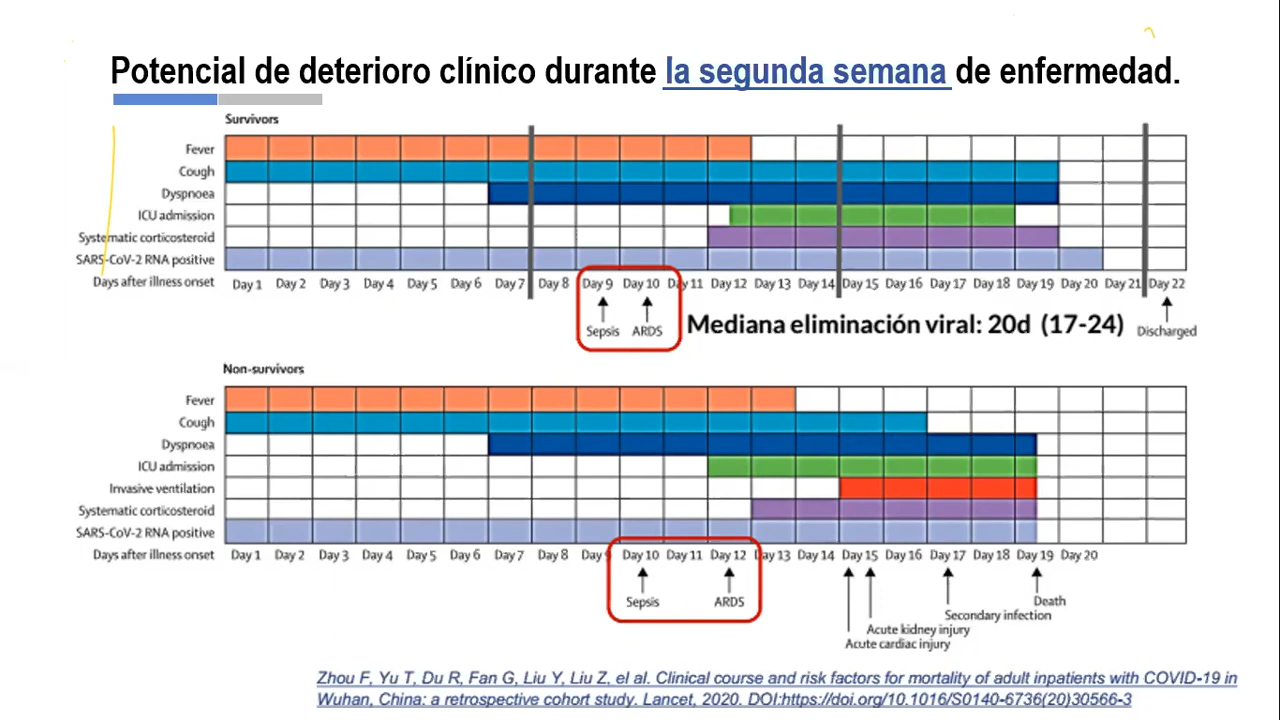 Potencial de deterioro clínico durante la segunda semana de enfermedad.
Survivors
Fever
Cough
Dyspnoea
ICU admission
Systematic corticosteroid
SARS-CoV-2 RNA positive
Days after illness onset Day 1 Day 2 Day 3 Day 4 Day 5 Day 6 Day 7 Day 8 Day 9 Day 10 Day 11 Day 12 Day 13 Day 14 Day 15 Day 16 Day 17 Day 18 Day 19 Day 20 Day 21 Day 22
Sepsis ARDS Mediana eliminación viral: 20d (17-24) Discharged
Non-survivors
Fever
Cough
Dyspnoea
ICU admission
Invasive ventilation
Systematic corticosteroid
SARS-CoV-2 RNA positive
Days after illness onset Day 1 Day 2 Day 3 Day 4 Day 5 Day 6 Day 7 Day 8 Day 9 Day 10 Day 11 Day 12 Day 13 Day 14 Day 15 Day 16 Day 17 Day 18 Day 19 Day 20
Sepsis ARDS Death
Secondary infection
Acute kidney injury
Acute cardiac injury
Zhou F, Yu T, Du R, Fan G, Liu Y, Liu Z, el al. Clinical course and risk factors for mortality of adult inpatients with COVID-19 in
Wuhan, China: a retrospective cohort study. Lancet, 2020. DOI:https://doi.org/10.1016/S0140-6736(20)30566-3